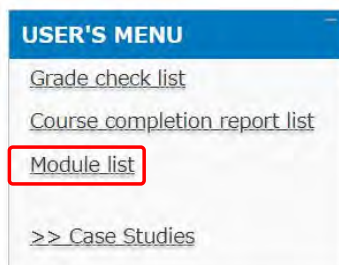 USER'S MENU
Grade check list
Course completion report list
Module list
>> Case Studies